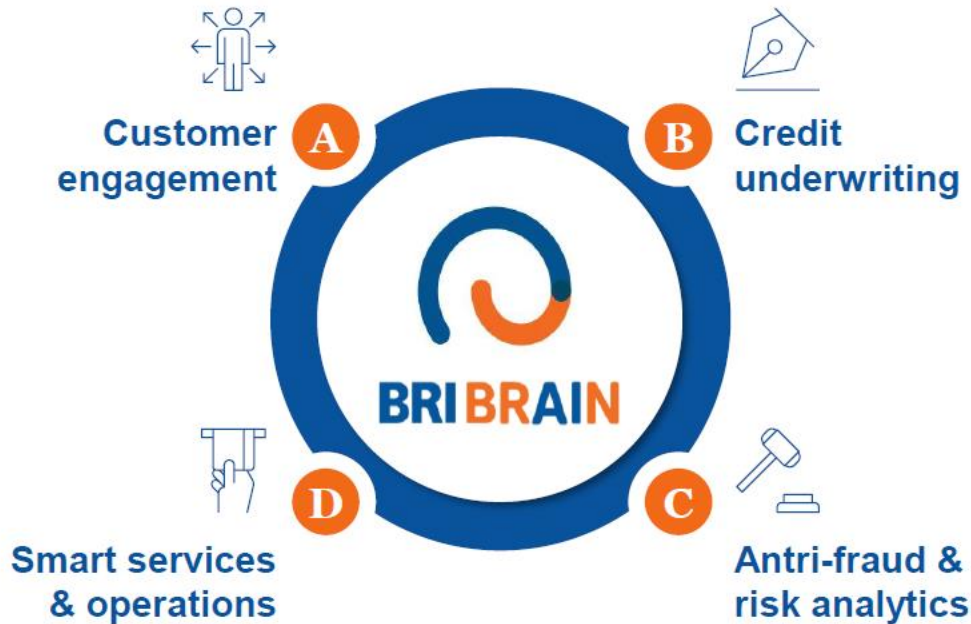 A
Customer
engagement
B
Credit
underwriting
BRIBRAIN
D
Smart services
& operations
C
Antri-fraud &
risk analytics